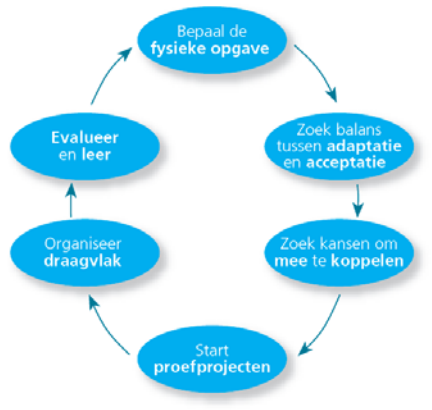 Bepaal de
fysieke opgave
Zoek balans
tussen adaptatie
en acceptatie
Zoek kansen om
mee te koppelen
Start
proefprojecten
Organiseer
draagvlak
Evalueer
en leer